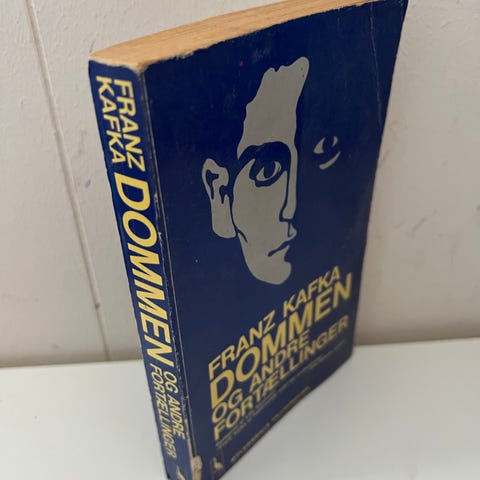 FRANZ
KAFKA
DOMMEN
OG ANDRE
FORTÆLLINGER
FRANZ KAFKA
DOMMEN
OG ANDRE
FORTÆLLINGER